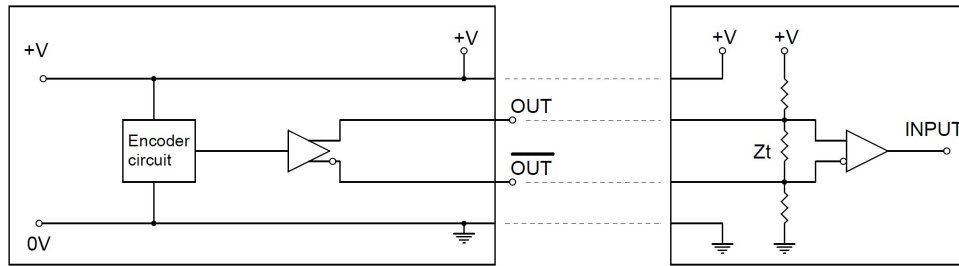 +V
+V
+V
+V
OUT
Encoder
circuit
Zt
INPUT
OUT
0V